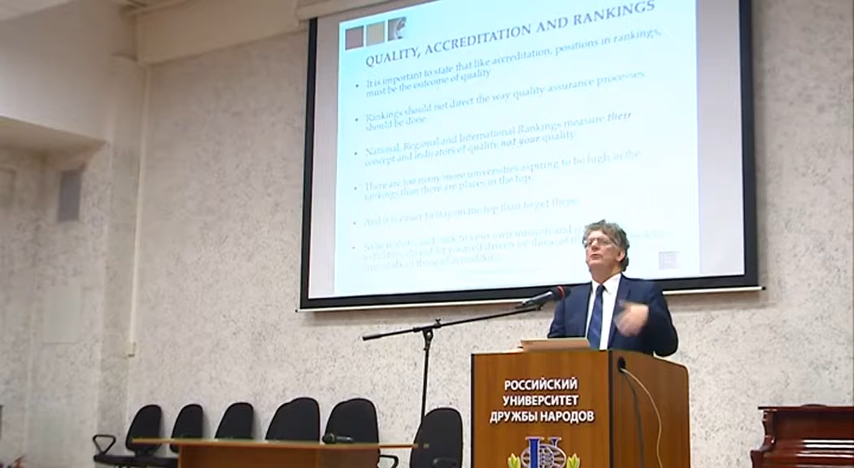 QUALITY, ACCREDITATION AND RANKINGS
It is important to state that like accreditation, positions in rankings,
must be the outcome of quality
Rankings should not direct the way quality assurance processes
should be done
National, Regional and International Rankings measure their
concept and indicators of quality not your quality.
There are too many more universities aspiring to be high in the
rankings than there are places in the top.
And it is easier to stay on the top than to get there.
РОССИЙСКИЙ
УНИВЕРСИТЕТ
ДРУЖБЫ НАРОДОВ